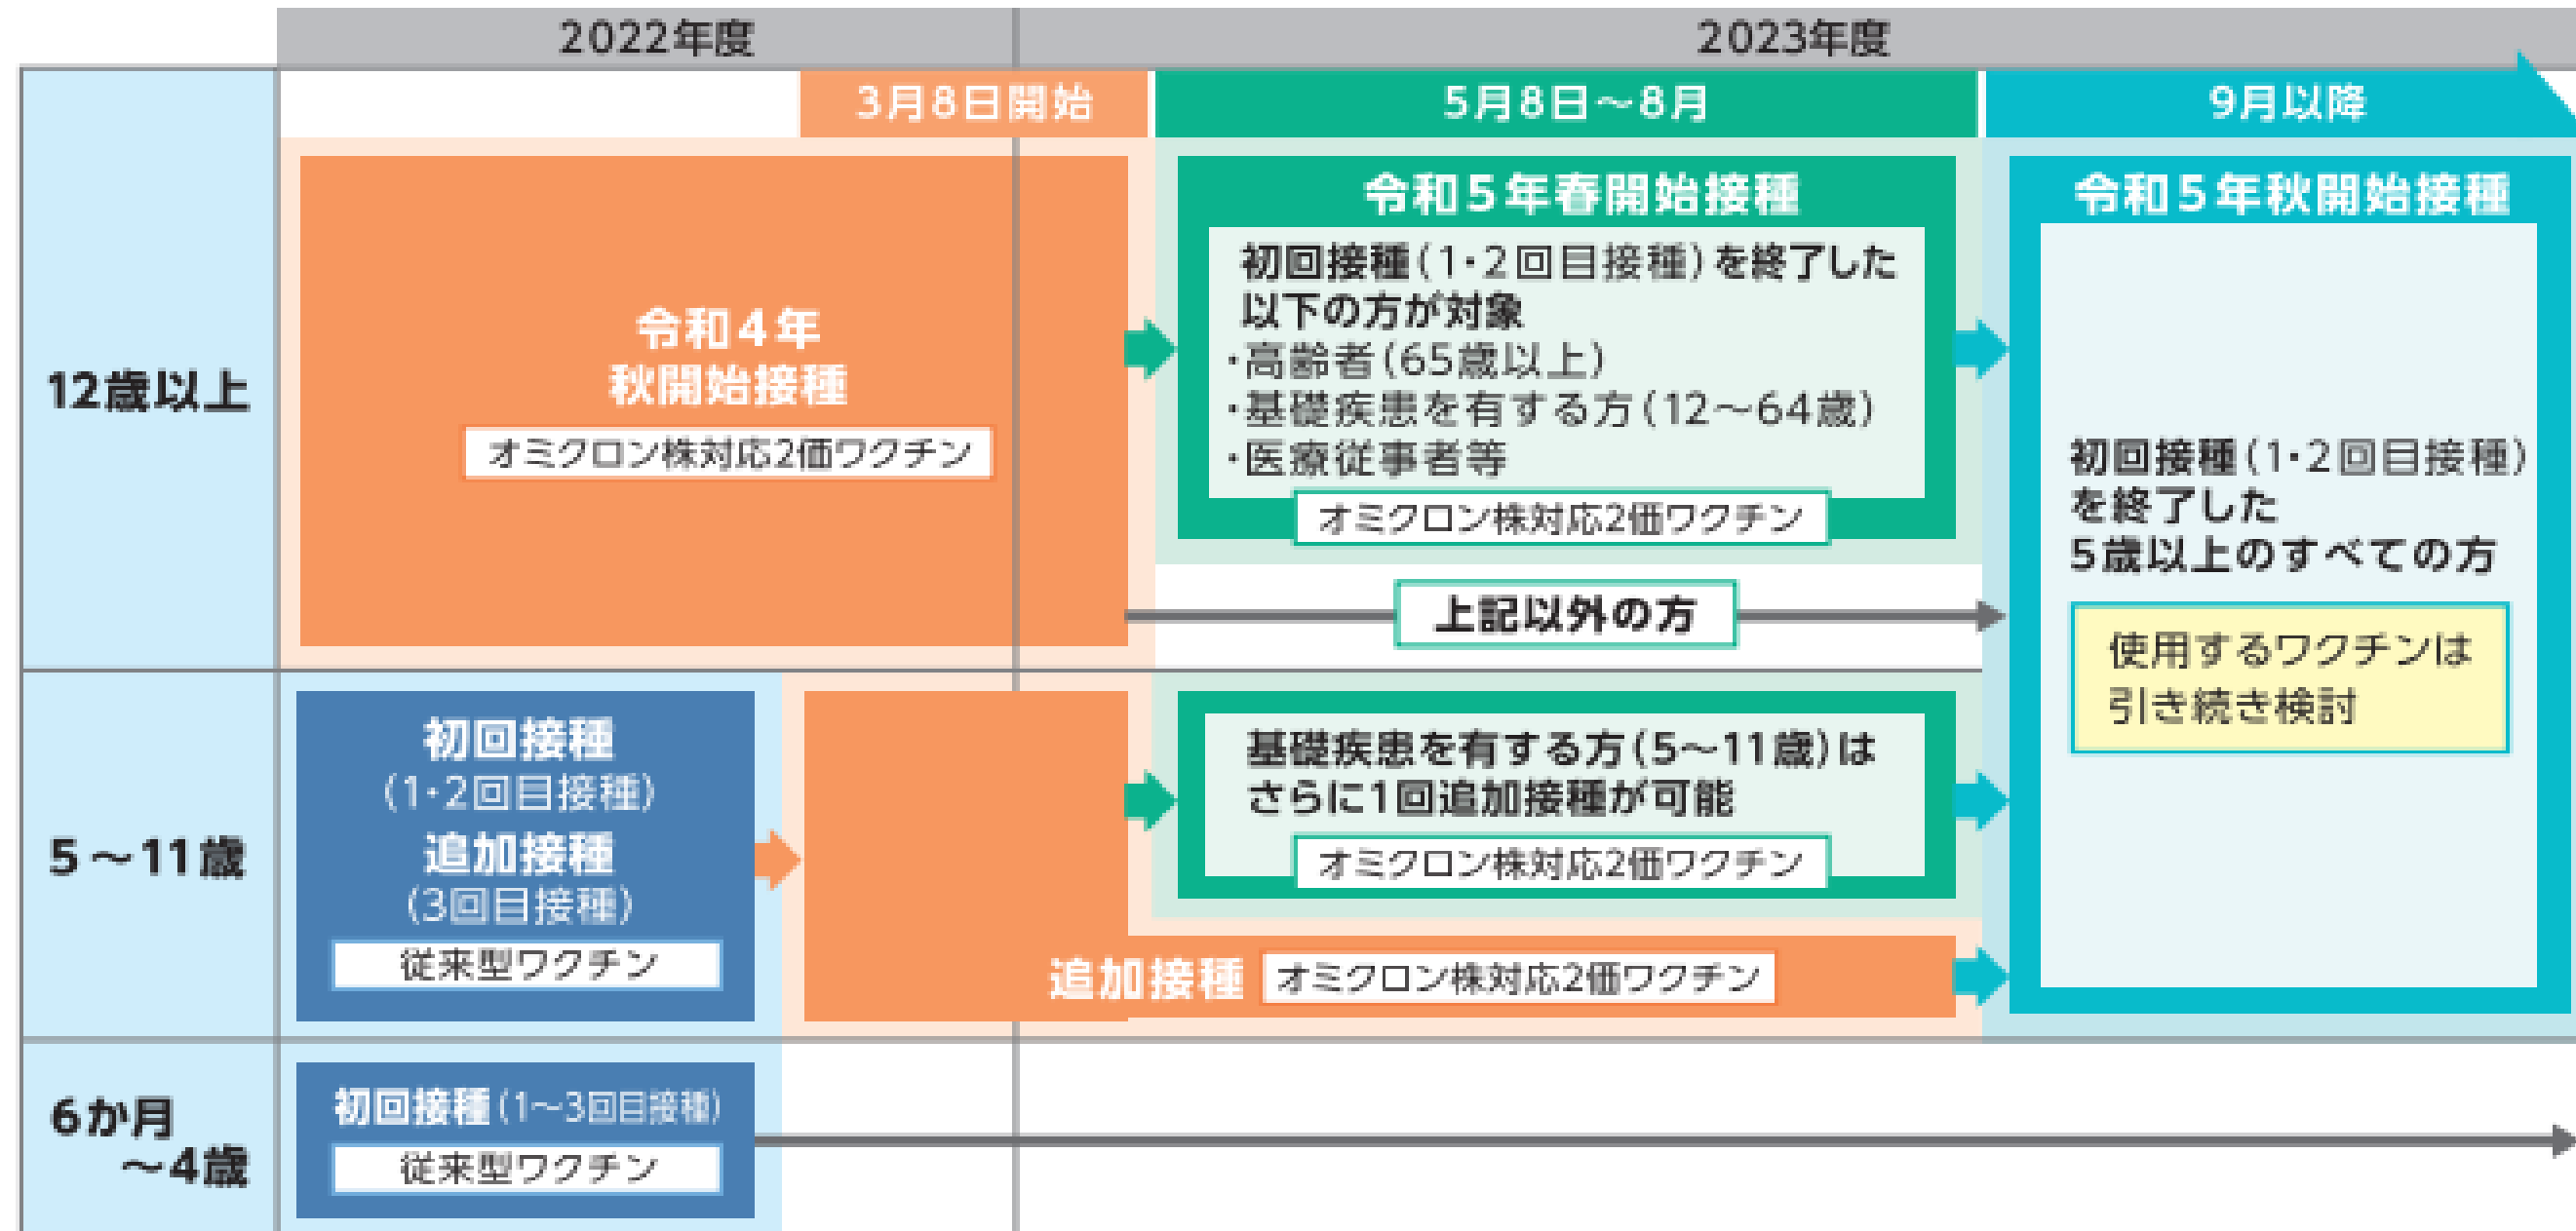 2022年度
2023年度
3月8日開始
5月8日～8月
9月以降
12歳以上
令和4年
秋開始接種
オミクロン株対応2価ワクチン
令和5年春開始接種
初回接種(1・2回目接種)を終了した
以下の方が対象
・高齢者(65歳以上)
・基礎疾患を有する方(12～64歳)
・医療従事者等
オミクロン株対応2価ワクチン
上記以外の方
令和5年秋開始接種
初回接種(1・2回目接種)
を終了した
5歳以上のすべての方
使用するワクチンは
引き続き検討
5～11歳
初回接種
(1・2回目接種)
追加接種
(3回目接種)
従来型ワクチン
基礎疾患を有する方(5～11歳)は
さらに1回追加接種が可能
オミクロン株対応2価ワクチン
追加接種 オミクロン株対応2価ワクチン
6か月
～4歳
初回接種(1～3回目接種)
従来型ワクチン